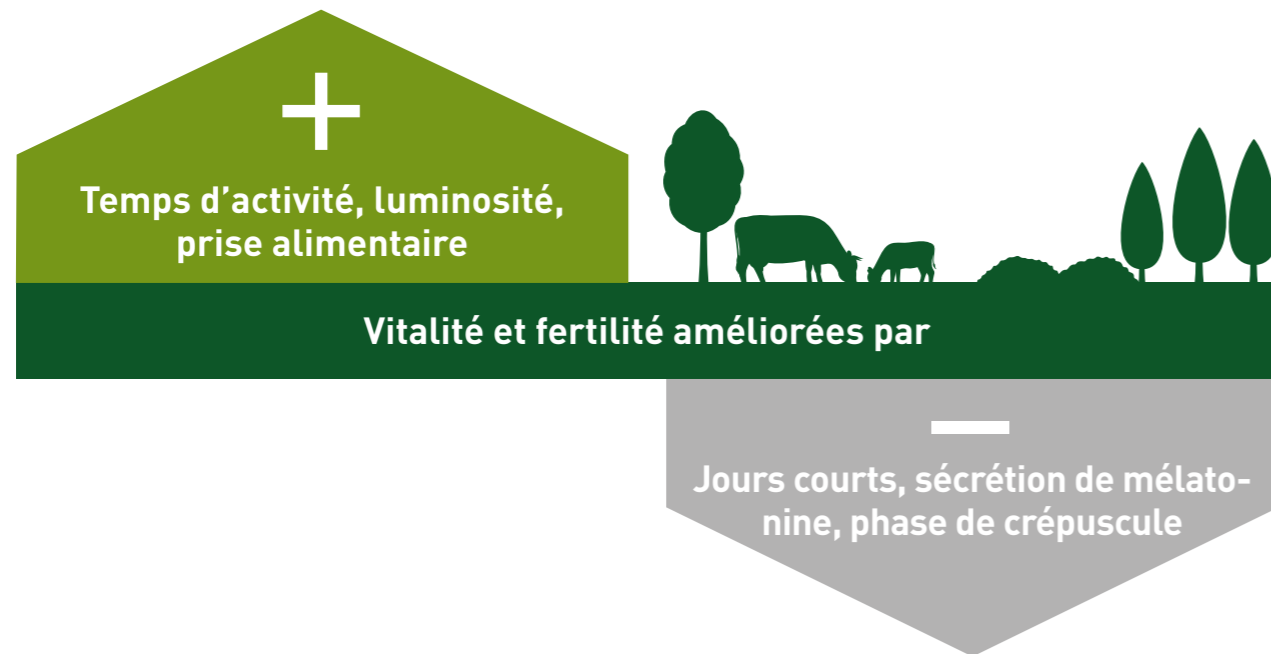 +
Temps d’activité, luminosité,
prise alimentaire
Vitalité et fertilité améliorées par
—
Jours courts, sécrétion de mélato-
nine, phase de crépuscule